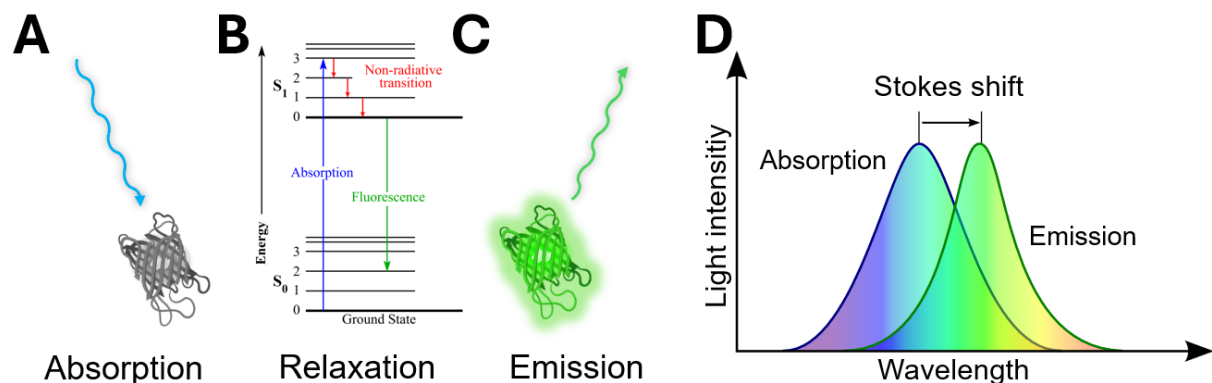 A
B
C
D
3
2
1
0
S1
Non-radiative
transition
Absorption
Fluorescence
Energy
3
2
1
0
S0
Ground State
Absorption
Relaxation
Emission
Stokes shift
Absorption
Emission
Light intensitiy
Wavelength